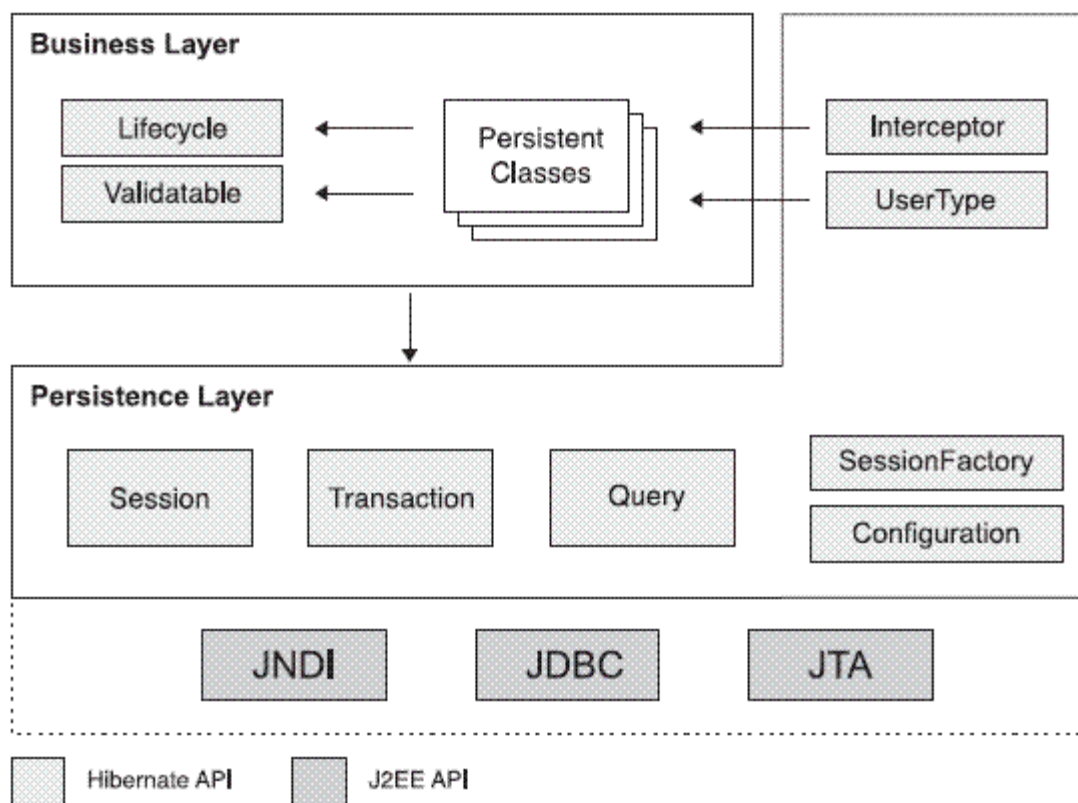 Business Layer
Lifecycle
Validatable
Persistent
Classes
Interceptor
UserType
Persistence Layer
Session
Transaction
Query
SessionFactory
Configuration
JNDI
JDBC
JTA
Hibernate API
J2EE API